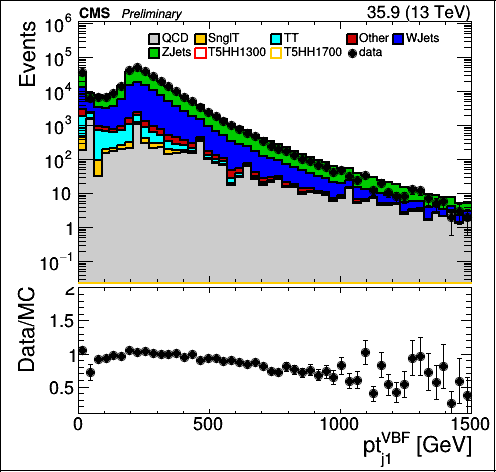 CMS Preliminary 35.9 (13 TeV)
QCD SnglT TT Other WJets
ZJets T5HH1300 T5HH1700 data
Events
10^6
10^5
10^4
10^3
10^2
10
1
10^-1
Data/MC
2
1.5
1
0.5
0 500 1000 1500
pt_j1^VBF [GeV]